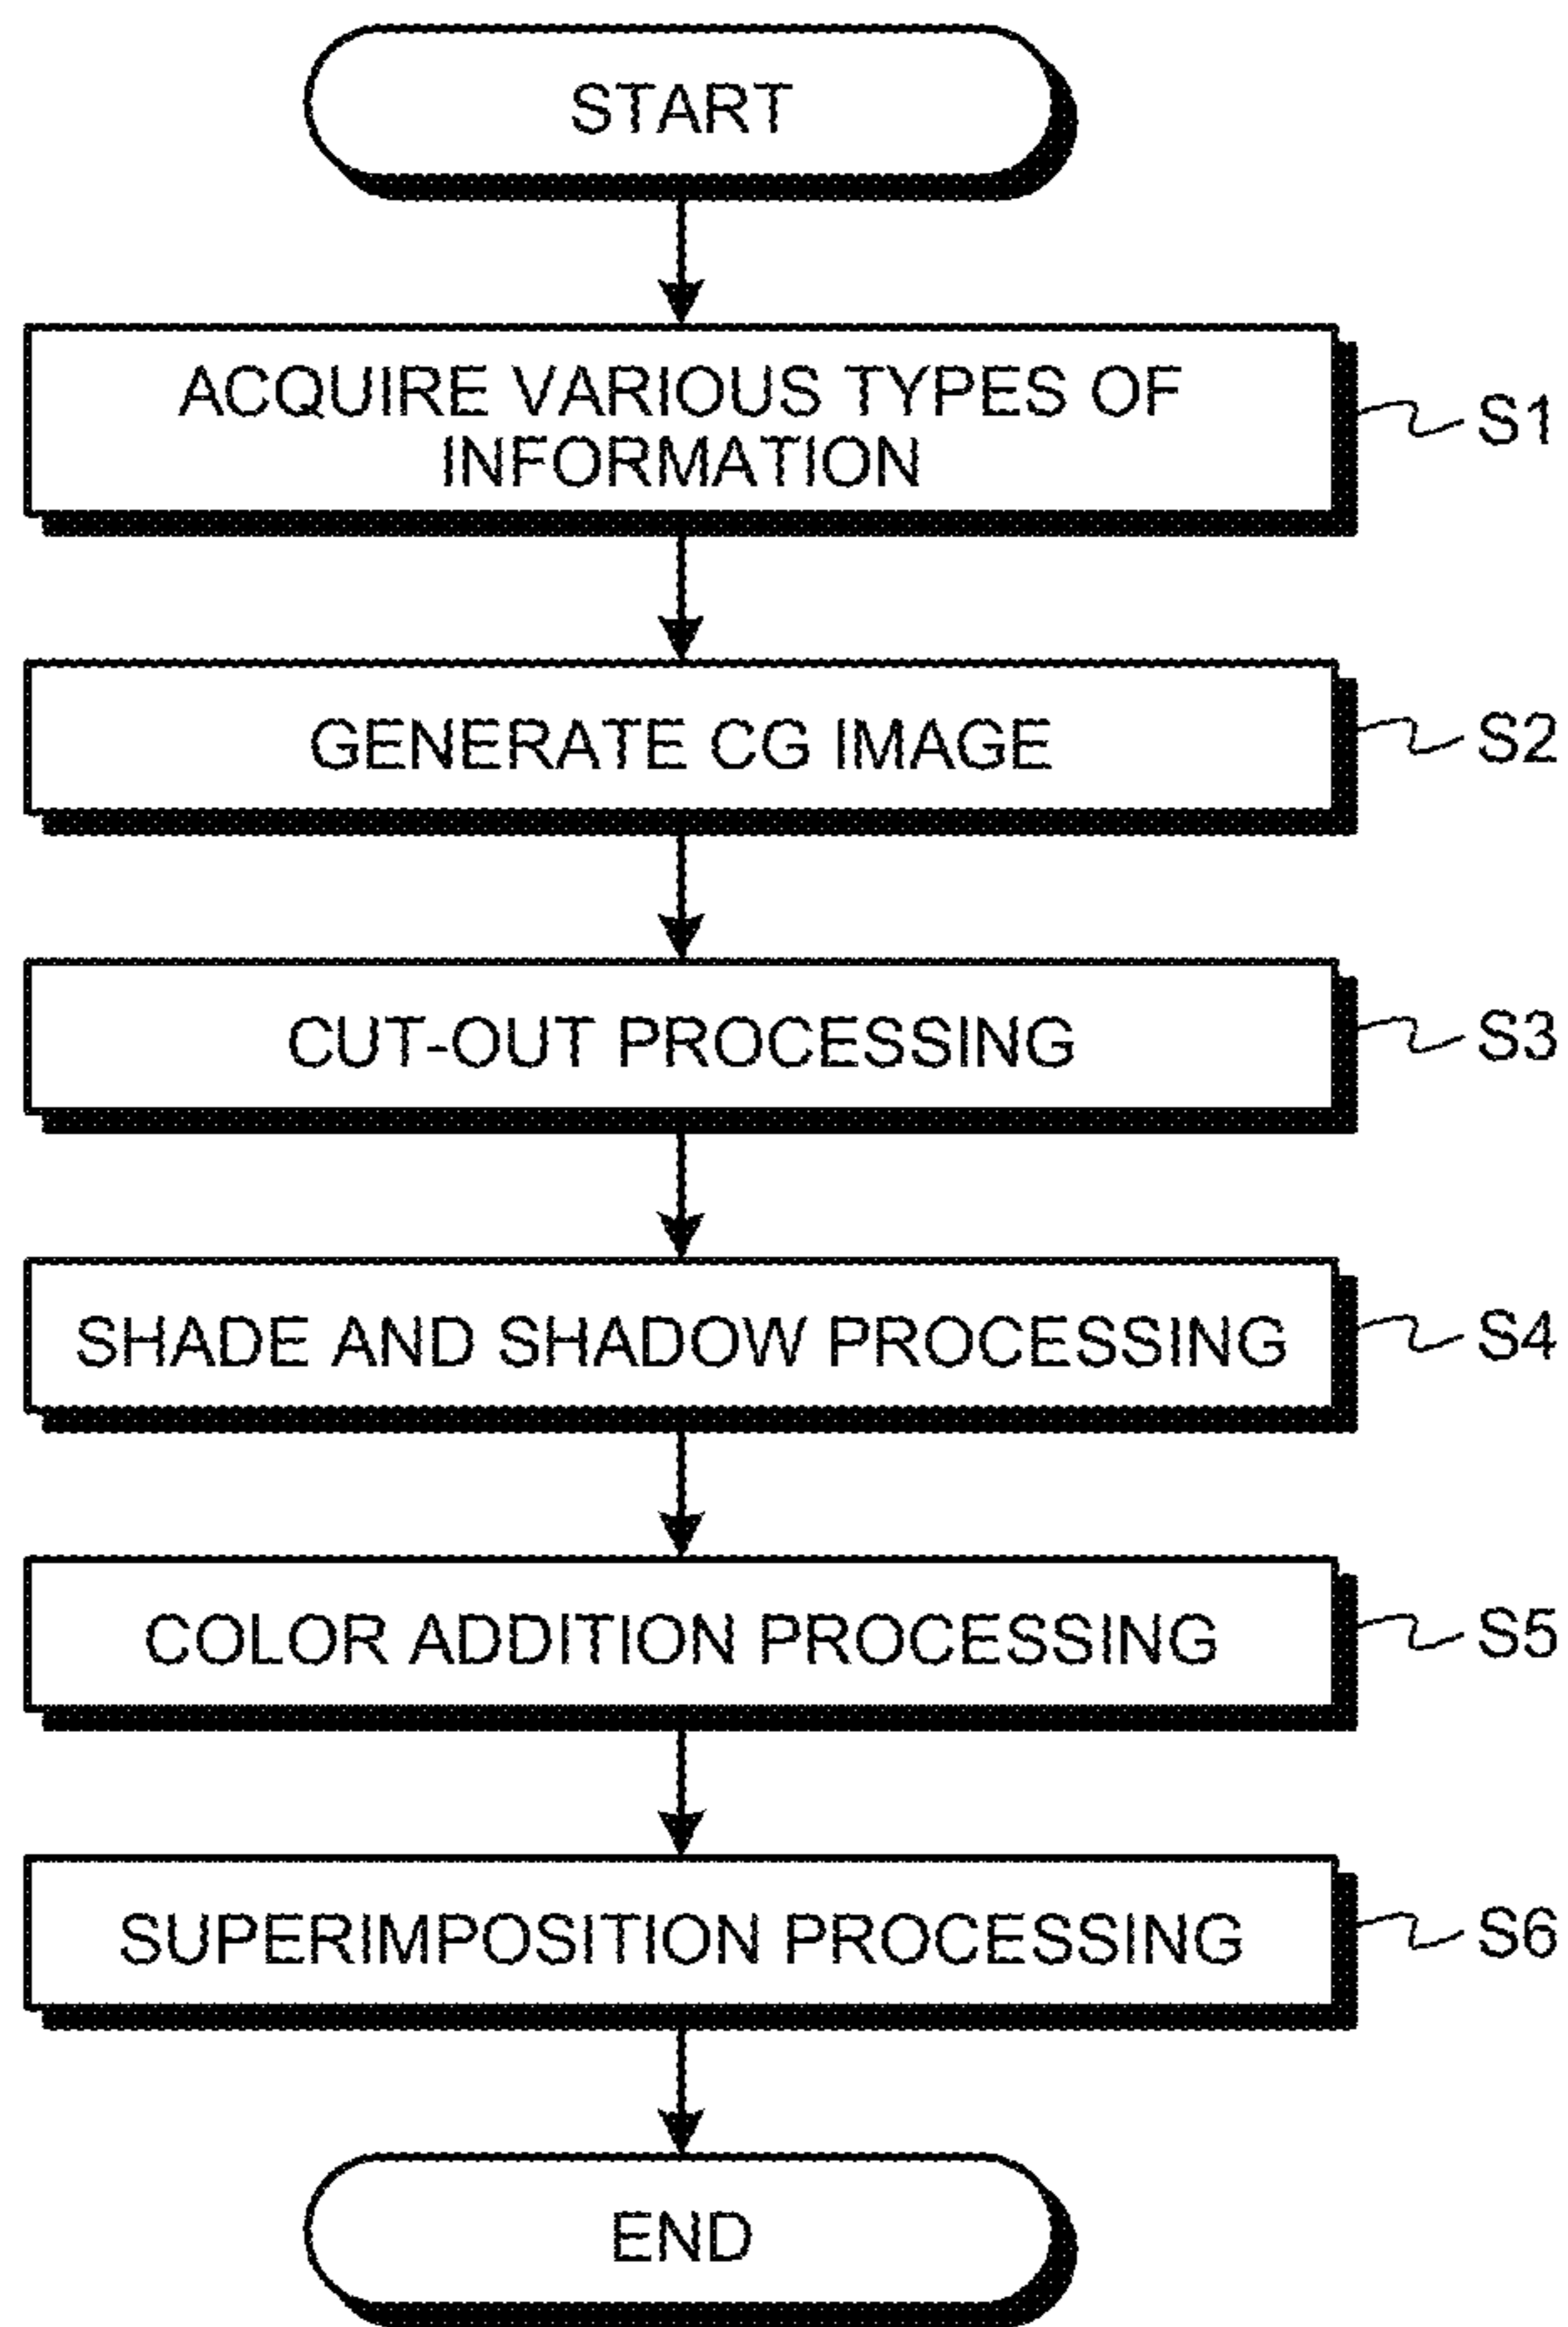 START
ACQUIRE VARIOUS TYPES OF
INFORMATION
S1
GENERATE CG IMAGE
S2
CUT-OUT PROCESSING
S3
SHADE AND SHADOW PROCESSING
S4
COLOR ADDITION PROCESSING
S5
SUPERIMPOSITION PROCESSING
S6
END